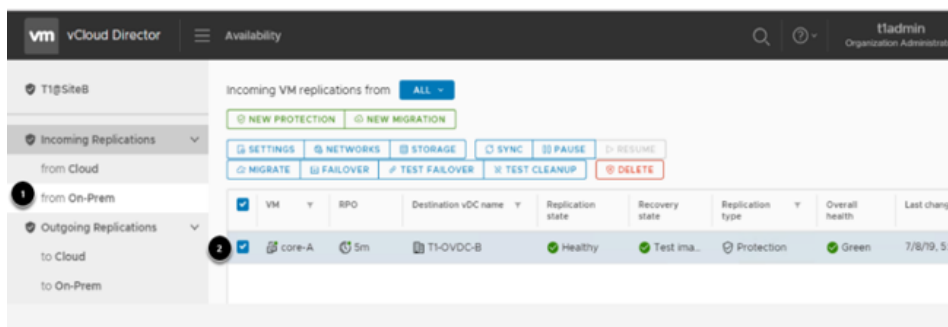 vm vCloud Director Availability t1admin
Organization Administrat
T1@SiteB
Incoming VM replications from ALL
NEW PROTECTION NEW MIGRATION
Incoming Replications
SETTINGS NETWORKS STORAGE SYNC PAUSE RESUME
from Cloud
MIGRATE FAILOVER TEST FAILOVER TEST CLEANUP DELETE
1 from On-Prem
VM RPO Destination vDC name Replication state Recovery state Replication type Overall health Last chang
Outgoing Replications
2 core-A 5m T1-OVDC-B Healthy Test ima... Protection Green 7/8/19, 5:
to Cloud
to On-Prem